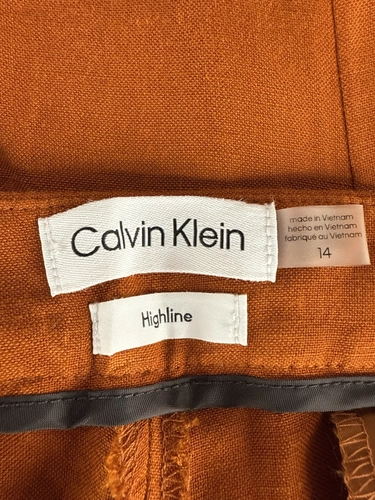 Calvin Klein
made in Vietnam
hecho en Vietnam
fabriqué au Vietnam
14
Highline